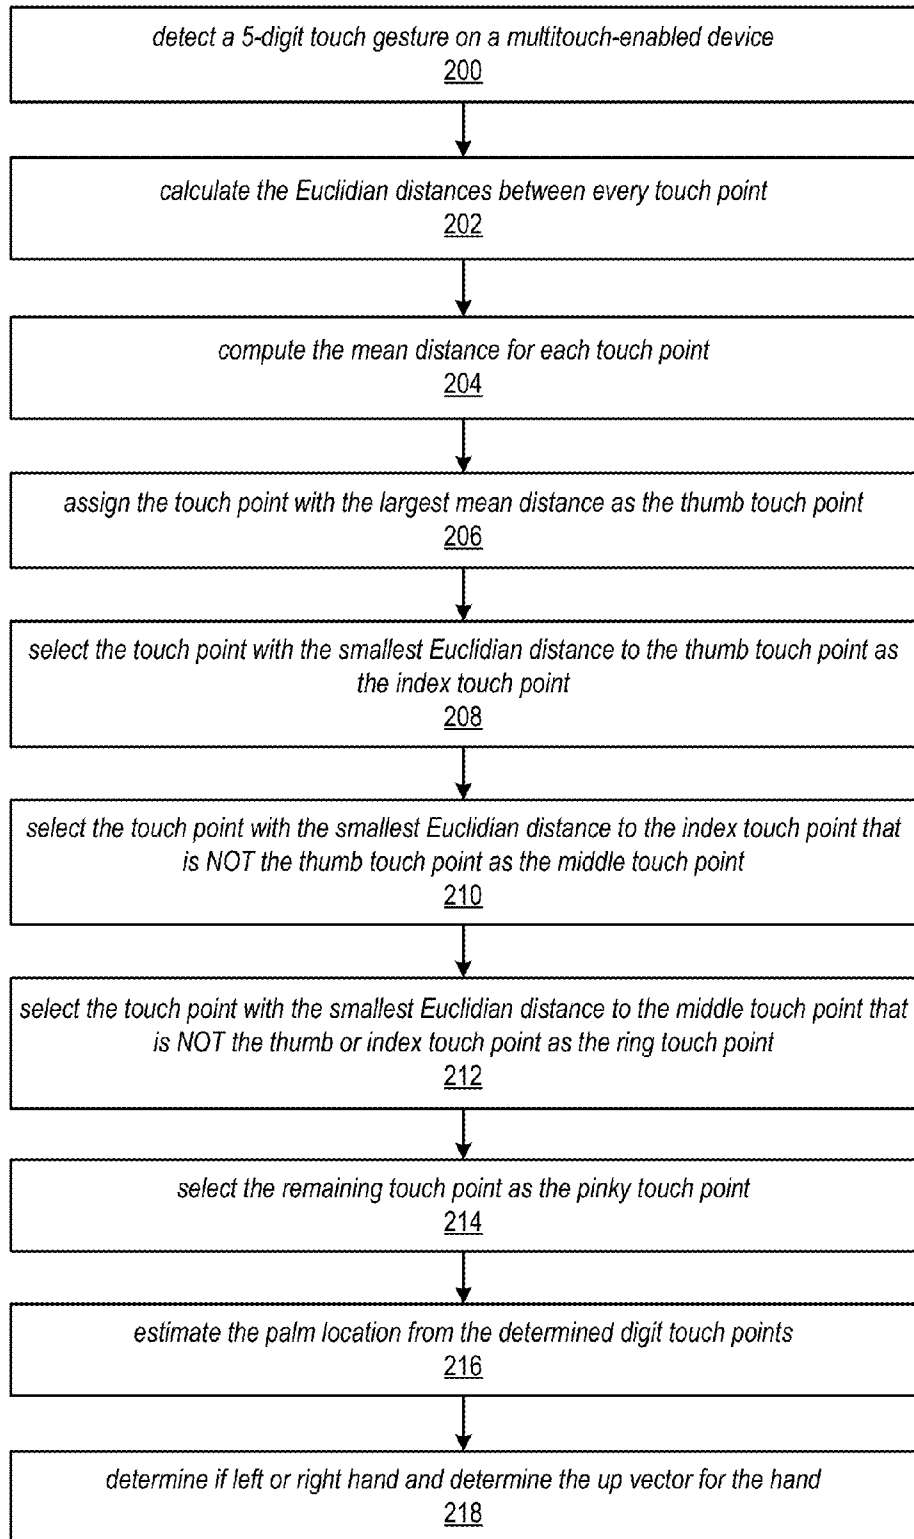 detect a 5-digit touch gesture on a multitouch-enabled device
200
calculate the Euclidian distances between every touch point
202
compute the mean distance for each touch point
204
assign the touch point with the largest mean distance as the thumb touch point
206
select the touch point with the smallest Euclidian distance to the thumb touch point as
the index touch point
208
select the touch point with the smallest Euclidian distance to the index touch point that
is NOT the thumb touch point as the middle touch point
210
select the touch point with the smallest Euclidian distance to the middle touch point that
is NOT the thumb or index touch point as the ring touch point
212
select the remaining touch point as the pinky touch point
214
estimate the palm location from the determined digit touch points
216
determine if left or right hand and determine the up vector for the hand
218